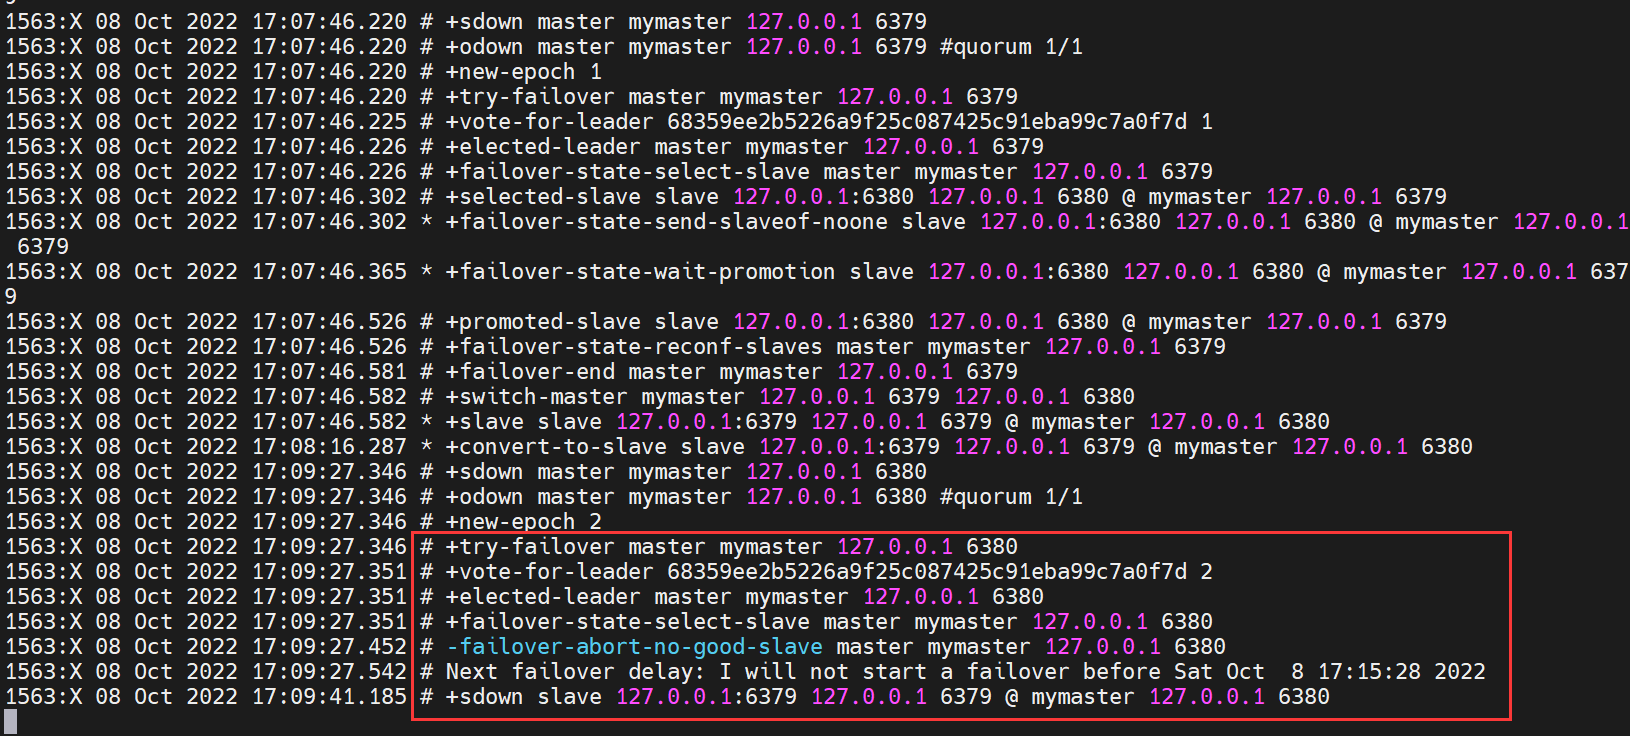 1563:X 08 Oct 2022 17:07:46.220 # +sdown master mymaster 127.0.0.1 6379
1563:X 08 Oct 2022 17:07:46.220 # +odown master mymaster 127.0.0.1 6379 #quorum 1/1
1563:X 08 Oct 2022 17:07:46.220 # +new-epoch 1
1563:X 08 Oct 2022 17:07:46.220 # +try-failover master mymaster 127.0.0.1 6379
1563:X 08 Oct 2022 17:07:46.225 # +vote-for-leader 68359ee2b5226a9f25c087425c91eba99c7a0f7d 1
1563:X 08 Oct 2022 17:07:46.226 # +elected-leader master mymaster 127.0.0.1 6379
1563:X 08 Oct 2022 17:07:46.226 # +failover-state-select-slave master mymaster 127.0.0.1 6379
1563:X 08 Oct 2022 17:07:46.302 # +selected-slave slave 127.0.0.1:6380 127.0.0.1 6380 @ mymaster 127.0.0.1 6379
1563:X 08 Oct 2022 17:07:46.302 * +failover-state-send-slaveof-noone slave 127.0.0.1:6380 127.0.0.1 6380 @ mymaster 127.0.0.1
6379
1563:X 08 Oct 2022 17:07:46.365 * +failover-state-wait-promotion slave 127.0.0.1:6380 127.0.0.1 6380 @ mymaster 127.0.0.1 637
9
1563:X 08 Oct 2022 17:07:46.526 # +promoted-slave slave 127.0.0.1:6380 127.0.0.1 6380 @ mymaster 127.0.0.1 6379
1563:X 08 Oct 2022 17:07:46.526 # +failover-state-reconf-slaves master mymaster 127.0.0.1 6379
1563:X 08 Oct 2022 17:07:46.581 # +failover-end master mymaster 127.0.0.1 6379
1563:X 08 Oct 2022 17:07:46.582 # +switch-master mymaster 127.0.0.1 6379 127.0.0.1 6380
1563:X 08 Oct 2022 17:07:46.582 * +slave slave 127.0.0.1:6379 127.0.0.1 6379 @ mymaster 127.0.0.1 6380
1563:X 08 Oct 2022 17:08:16.287 * +convert-to-slave slave 127.0.0.1:6379 127.0.0.1 6379 @ mymaster 127.0.0.1 6380
1563:X 08 Oct 2022 17:09:27.346 # +sdown master mymaster 127.0.0.1 6380
1563:X 08 Oct 2022 17:09:27.346 # +odown master mymaster 127.0.0.1 6380 #quorum 1/1
1563:X 08 Oct 2022 17:09:27.346 # +new-epoch 2
1563:X 08 Oct 2022 17:09:27.346 # +try-failover master mymaster 127.0.0.1 6380
1563:X 08 Oct 2022 17:09:27.351 # +vote-for-leader 68359ee2b5226a9f25c087425c91eba99c7a0f7d 2
1563:X 08 Oct 2022 17:09:27.351 # +elected-leader master mymaster 127.0.0.1 6380
1563:X 08 Oct 2022 17:09:27.351 # +failover-state-select-slave master mymaster 127.0.0.1 6380
1563:X 08 Oct 2022 17:09:27.452 # -failover-abort-no-good-slave master mymaster 127.0.0.1 6380
1563:X 08 Oct 2022 17:09:27.542 # Next failover delay: I will not start a failover before Sat Oct  8 17:15:28 2022
1563:X 08 Oct 2022 17:09:41.185 # +sdown slave 127.0.0.1:6379 127.0.0.1 6379 @ mymaster 127.0.0.1 6380